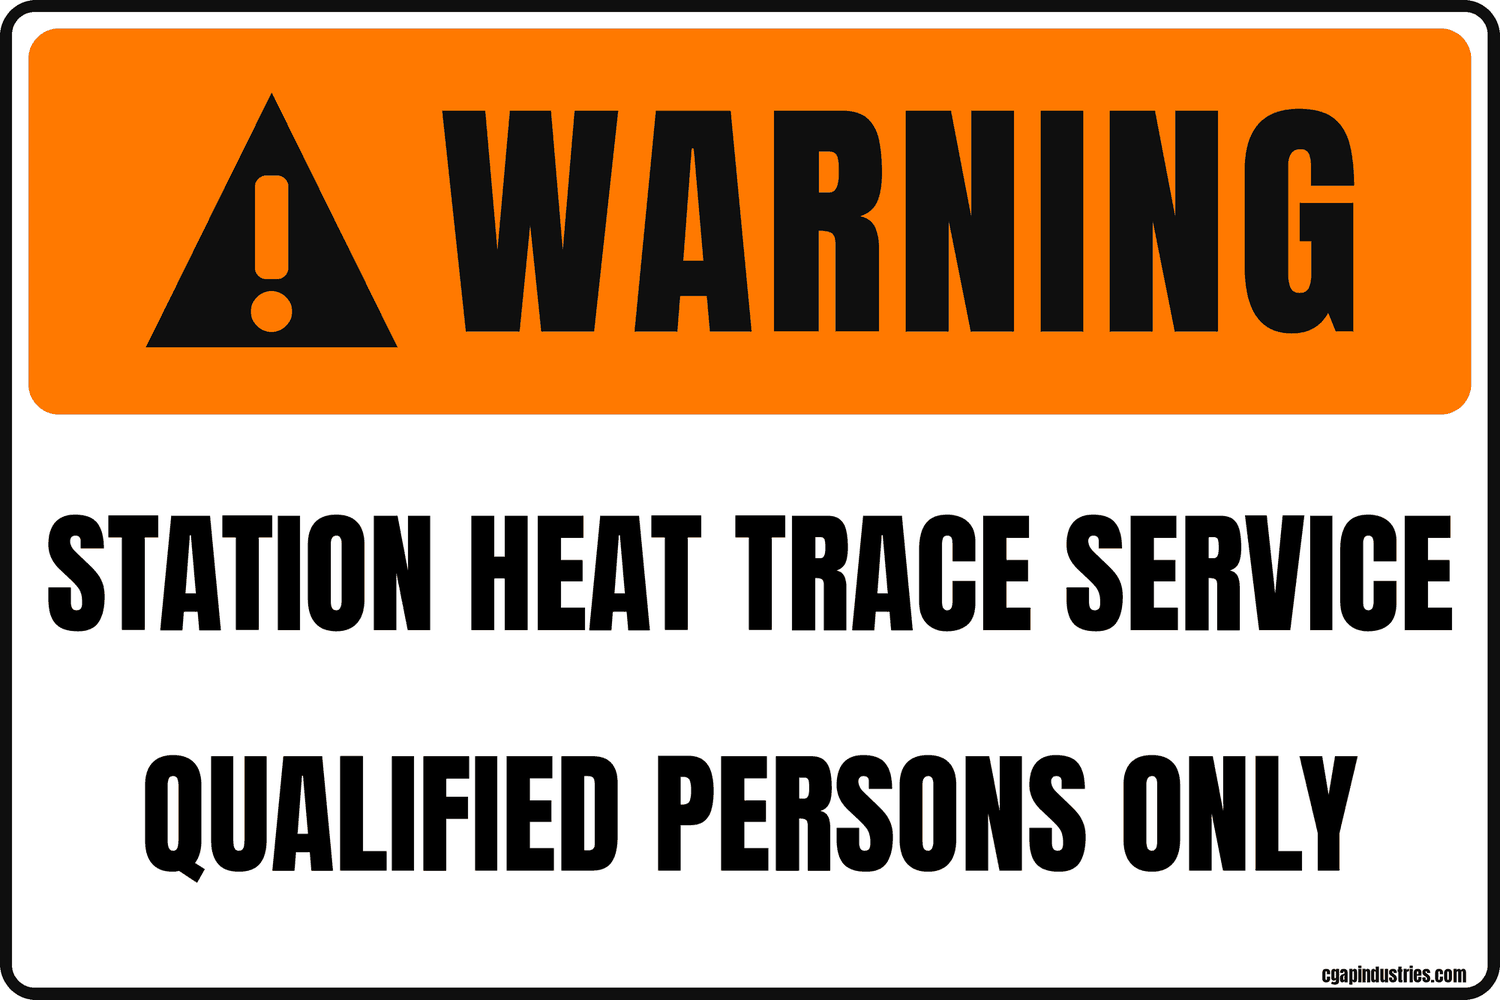 WARNING
STATION HEAT TRACE SERVICE
QUALIFIED PERSONS ONLY
cgapindustries.com